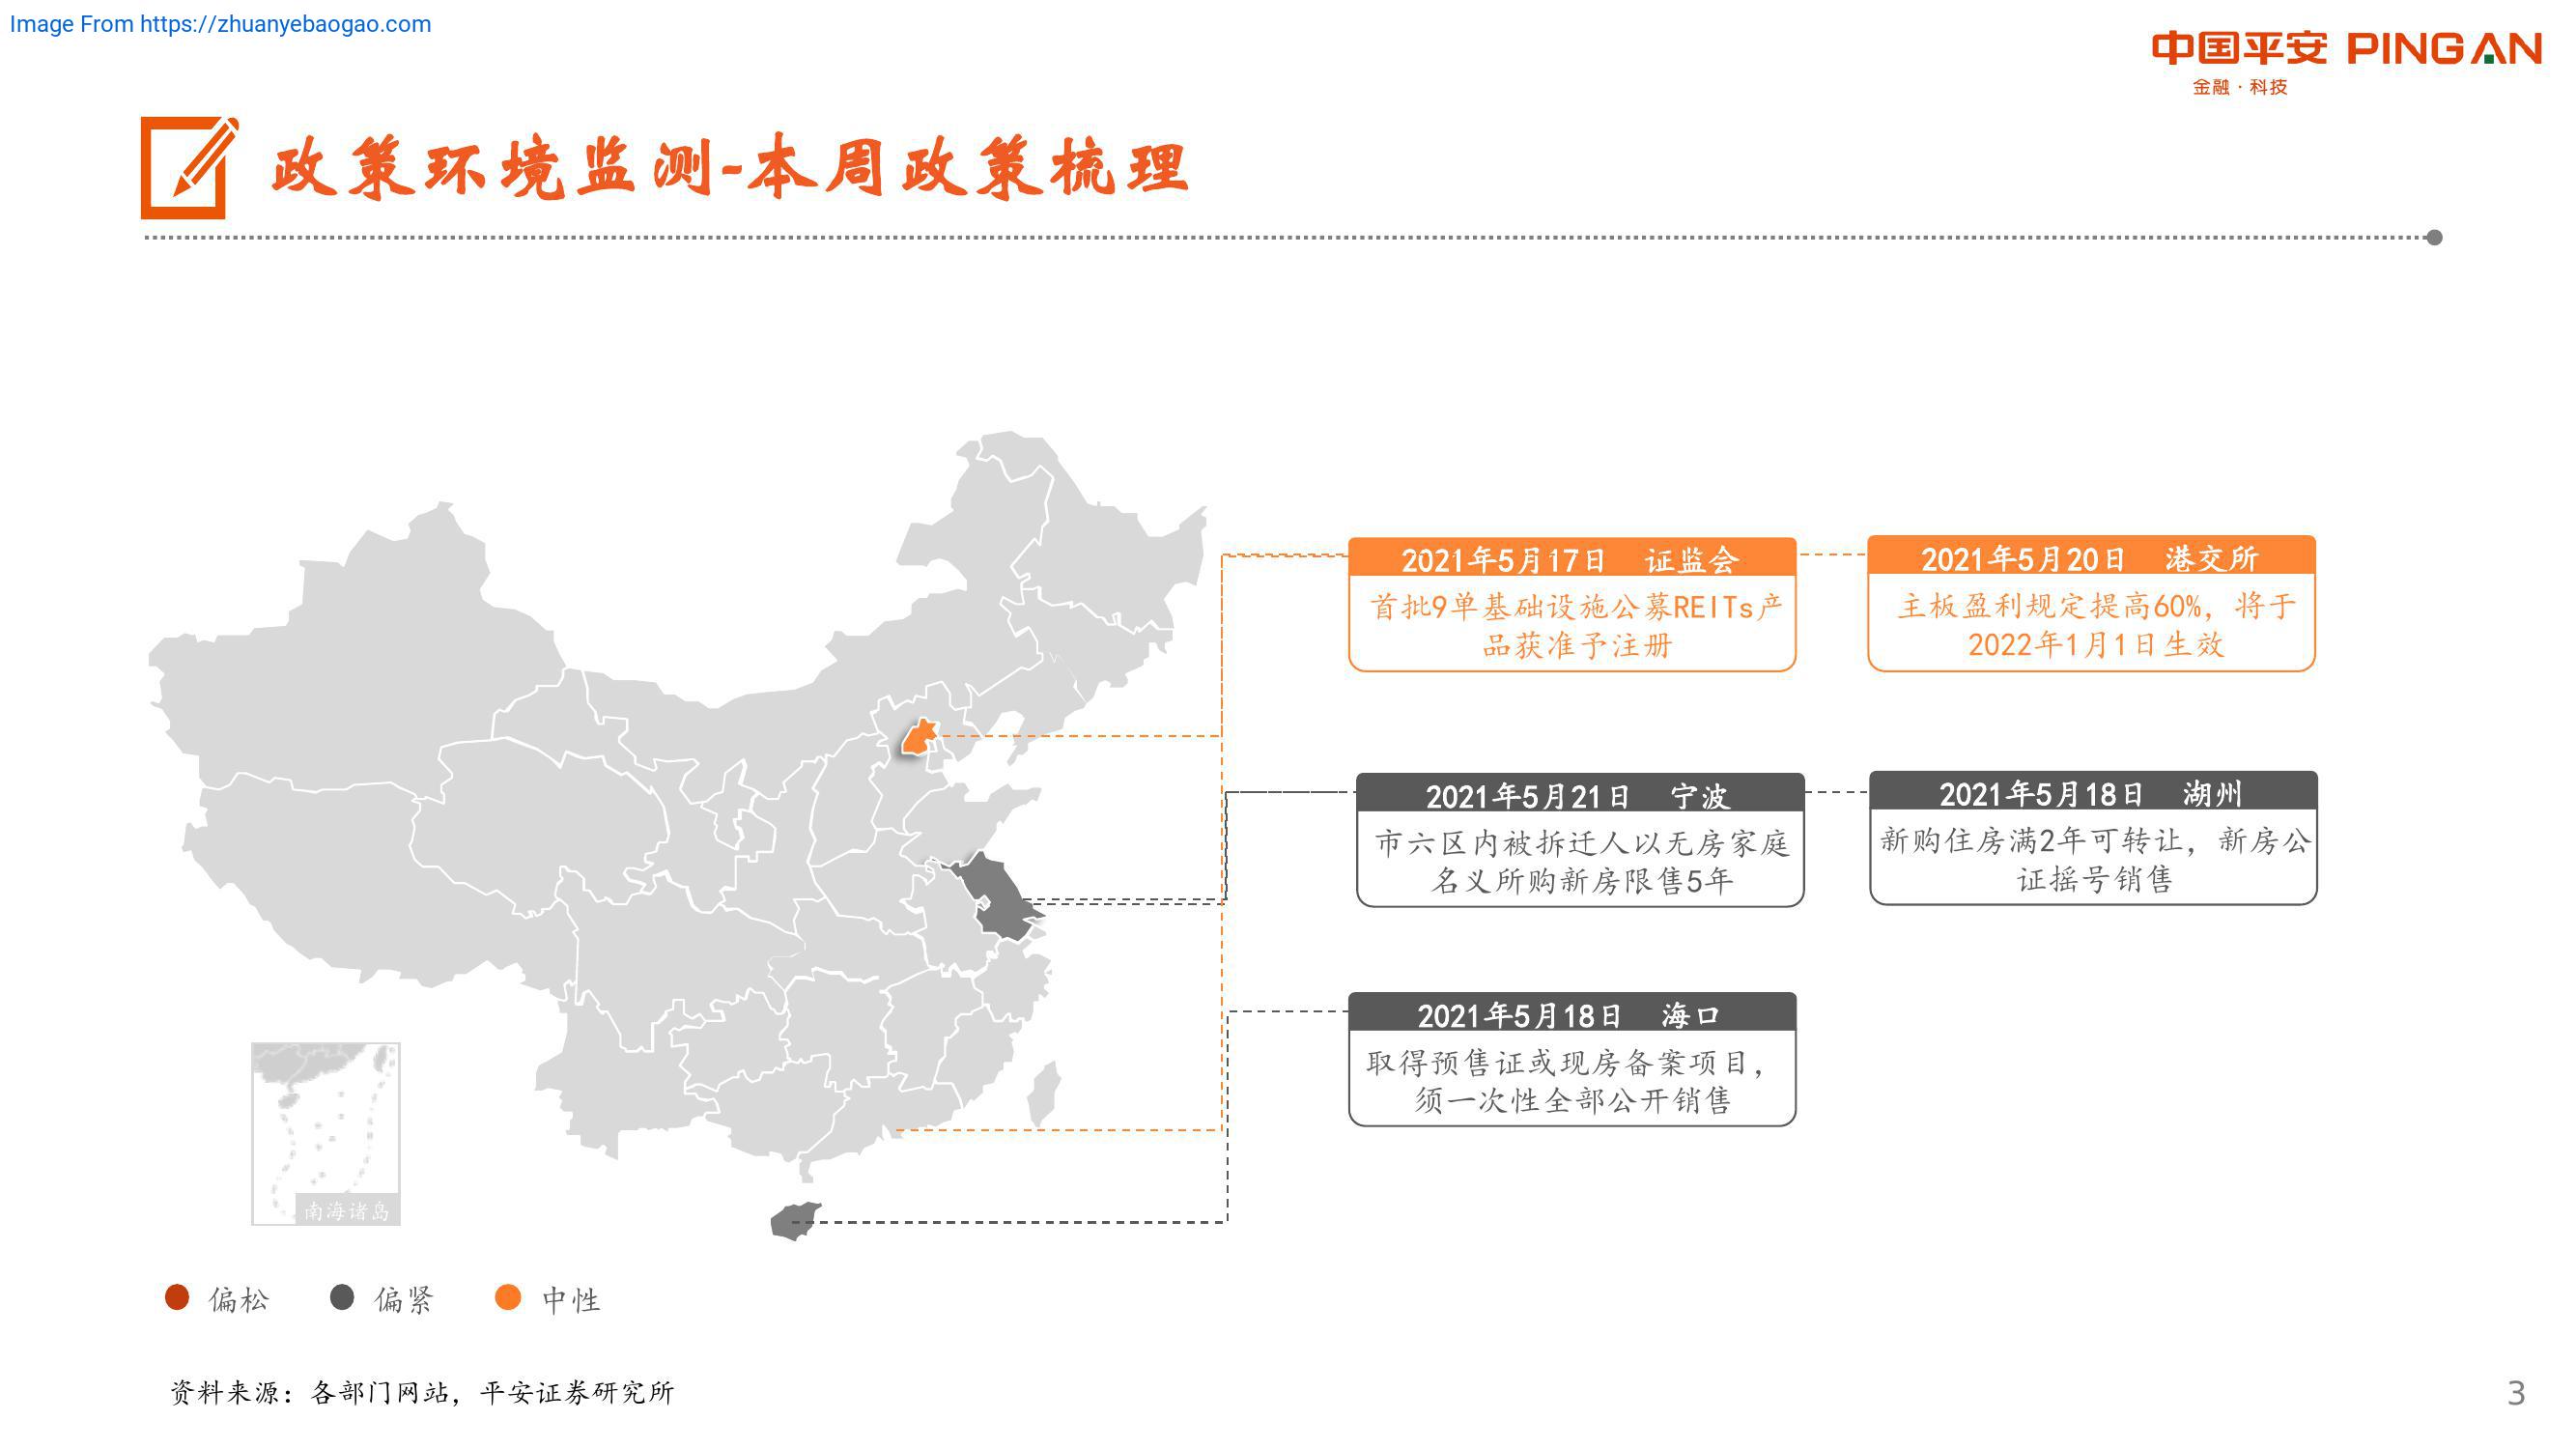 Image From https://zhuanyebaogao.com
中国平安 PINGAN
金融·科技
政策环境监测-本周政策梳理
2021年5月17日 证监会
首批9单基础设施公募REITs产
品获准予注册
2021年5月20日 港交所
主板盈利规定提高60%，将于
2022年1月1日生效
2021年5月21日 宁波
市六区内被拆迁人以无房家庭
名义所购新房限售5年
2021年5月18日 湖州
新购住房满2年可转让，新房公
证摇号销售
2021年5月18日 海口
取得预售证或现房备案项目，
须一次性全部公开销售
南海诸岛
偏松 偏紧 中性
资料来源：各部门网站，平安证券研究所
3